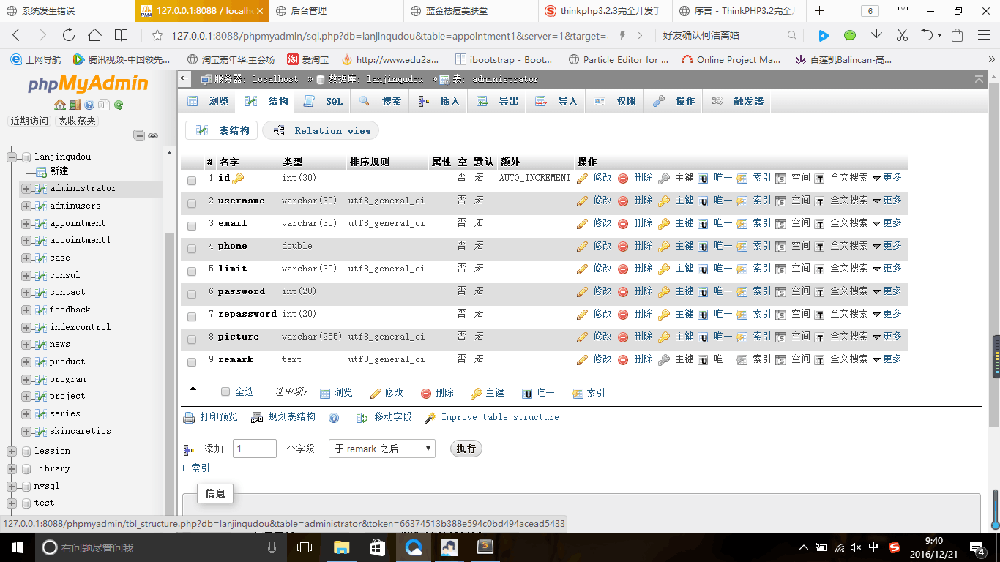 系统发生错误
127.0.0.1:8088 / localho
后台管理
蓝金祛痘美肤堂
thinkphp3.2.3完全开发手
序言 - ThinkPHP3.2完全开
6
127.0.0.1:8088/phpmyadmin/sql.php?db=lanjinqudou&table=appointment1&server=1&target=
好友确认何洁离婚
上网导航
腾讯视频-中国领先...
淘宝嘉年华.主会场
爱淘宝
http://www.edu2a...
ibootstrap - Boot...
Particle Editor for ...
Online Project Ma...
百莲凯Balincan-高...
phpMyAdmin
近期访问 表收藏夹
lanjinqudou
新建
administrator
adminusers
appointment
appointment1
case
consul
contact
feedback
indexcontrol
news
product
program
project
series
skincaretips
lession
library
mysql
test
服务器: localhost » 数据库: lanjinqudou » 表: administrator
浏览 结构 SQL 搜索 插入 导出 导入 权限 操作 触发器
表结构 Relation view
# 名字 类型 排序规则 属性 空 默认 额外 操作
1 id int(30) 否 无 AUTO_INCREMENT 修改 删除 主键 唯一 索引 空间 全文搜索 更多
2 username varchar(30) utf8_general_ci 否 无 修改 删除 主键 唯一 索引 空间 全文搜索 更多
3 email varchar(30) utf8_general_ci 否 无 修改 删除 主键 唯一 索引 空间 全文搜索 更多
4 phone double 否 无 修改 删除 主键 唯一 索引 空间 全文搜索 更多
5 limit varchar(30) utf8_general_ci 否 无 修改 删除 主键 唯一 索引 空间 全文搜索 更多
6 password int(20) 否 无 修改 删除 主键 唯一 索引 空间 全文搜索 更多
7 repassword int(20) 否 无 修改 删除 主键 唯一 索引 空间 全文搜索 更多
8 picture varchar(255) utf8_general_ci 否 无 修改 删除 主键 唯一 索引 空间 全文搜索 更多
9 remark text utf8_general_ci 否 无 修改 删除 主键 唯一 索引 空间 全文搜索 更多
全选 选中项: 浏览 修改 删除 主键 唯一 索引
打印预览 规划表结构 移动字段 Improve table structure
添加 1 个字段 于 remark 之后 执行
+ 索引
信息
127.0.0.1:8088/phpmyadmin/tbl_structure.php?db=lanjinqudou&table=administrator&token=66374513b388e594c0bd494acead5433
有问题尽管问我
中
9:40
2016/12/21
4